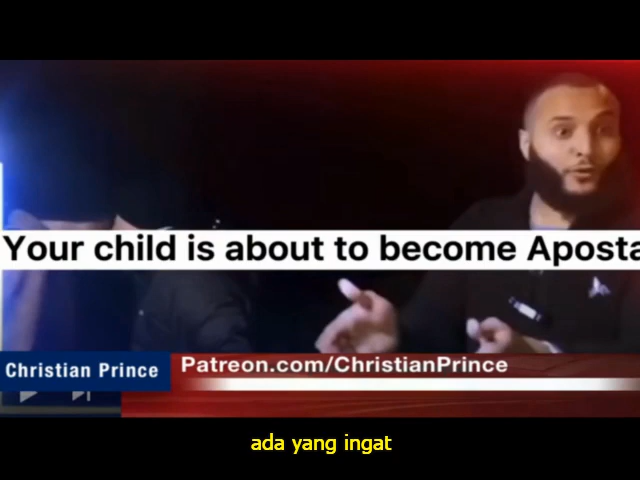 Your child is about to become Aposta
Christian Prince
Patreon.com/ChristianPrince
ada yang ingat